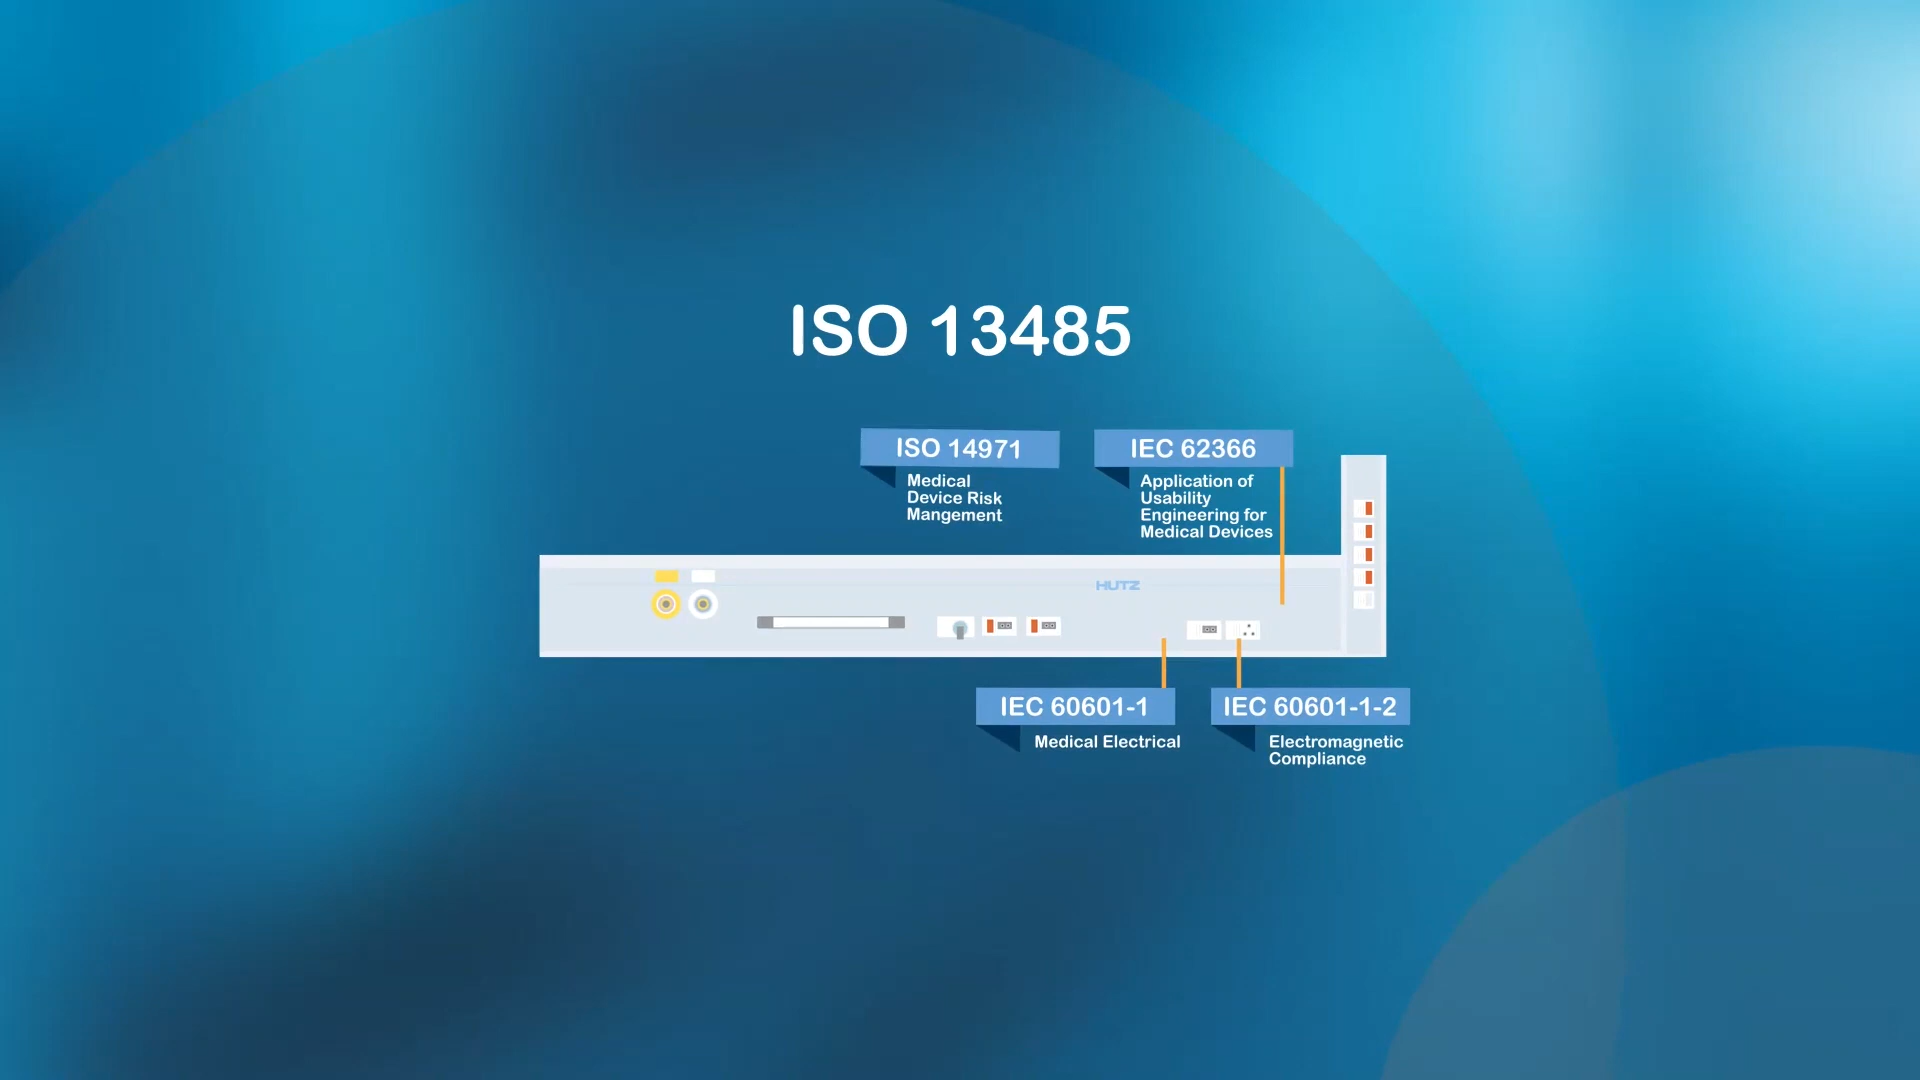 ISO 13485
ISO 14971
Medical
Device Risk
Mangement
IEC 62366
Application of
Usability
Engineering for
Medical Devices
HUTZ
IEC 60601-1
Medical Electrical
IEC 60601-1-2
Electromagnetic
Compliance